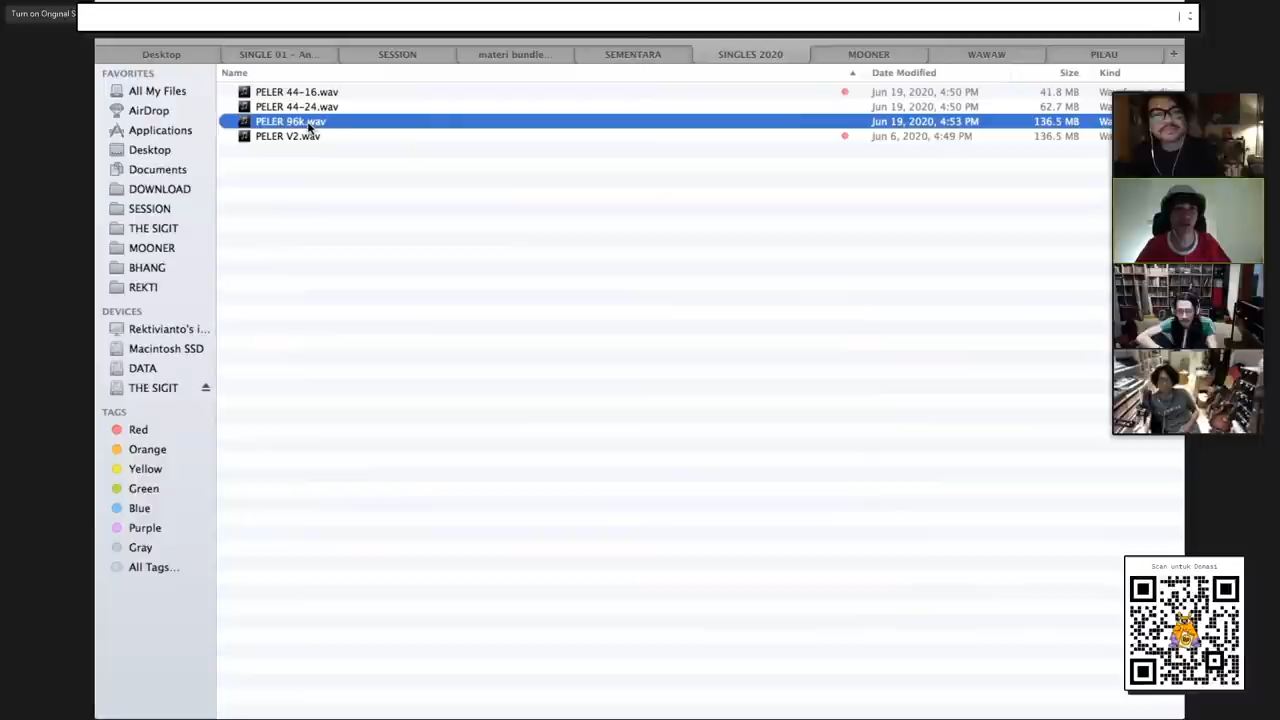 Turn on Original S
Desktop
SINGLE 01 - An...
SESSION
materi bundle...
SEMENTARA
SINGLES 2020
MOONER
WAWAW
PILAU
+
FAVORITES
All My Files
AirDrop
Applications
Desktop
Documents
DOWNLOAD
SESSION
THE SIGIT
MOONER
BHANG
REKTI
DEVICES
Rektivianto's i...
Macintosh SSD
DATA
THE SIGIT
TAGS
Red
Orange
Yellow
Green
Blue
Purple
Gray
All Tags...
Name Date Modified Size Kind
PELER 44-16.wav Jun 19, 2020, 4:50 PM 41.8 MB
PELER 44-24.wav Jun 19, 2020, 4:50 PM 62.7 MB Wa
PELER 96k.wav Jun 19, 2020, 4:53 PM 136.5 MB Wa
PELER V2.wav Jun 6, 2020, 4:49 PM 136.5 MB Wa
Scan untuk Donasi